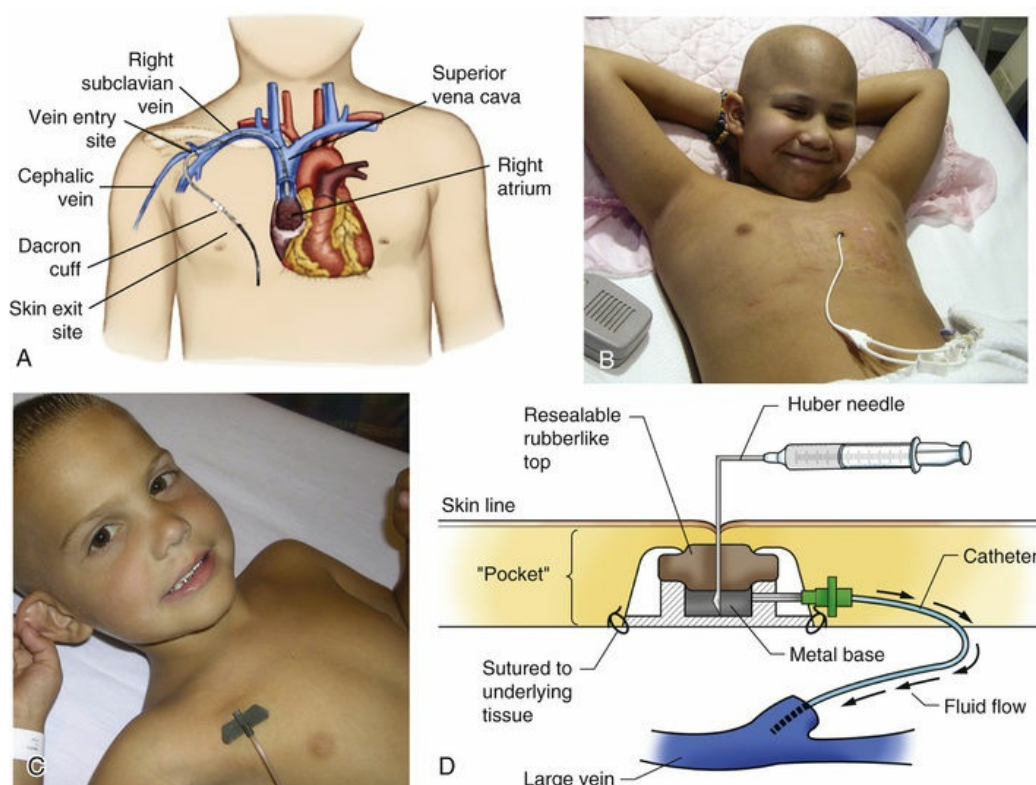 Right
subclavian
vein
Vein entry
site
Cephalic
vein
Dacron
cuff
Skin exit
site
Superior
vena cava
Right
atrium
A
B
C
Resealable
rubberlike
top
Huber needle
Skin line
"Pocket"
Catheter
Sutured to
underlying
tissue
Metal base
Fluid flow
Large vein
D